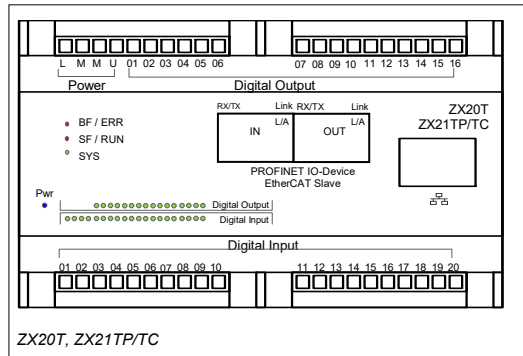 L M M U 01 02 03 04 05 06 07 08 09 10 11 12 13 14 15 16
Power Digital Output
RX/TX Link RX/TX Link
L/A L/A
IN OUT
ZX20T
ZX21TP/TC
BF / ERR
SF / RUN
SYS
PROFINET IO-Device
EtherCAT Slave
Pwr
Digital Output
Digital Input
Digital Input
01 02 03 04 05 06 07 08 09 10 11 12 13 14 15 16 17 18 19 20
ZX20T, ZX21TP/TC